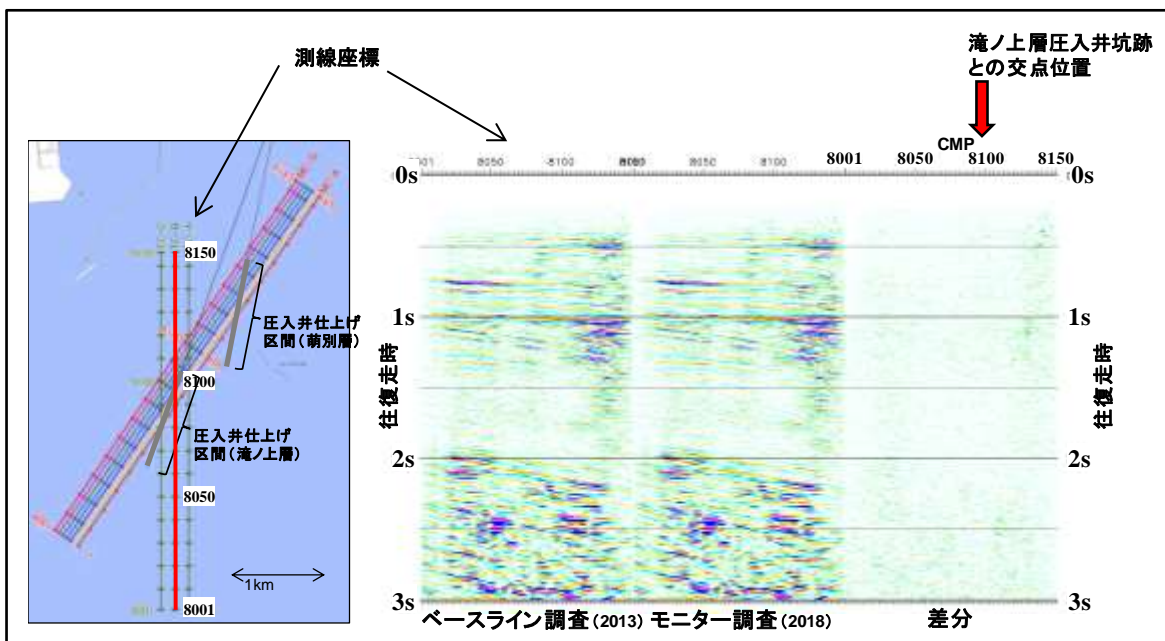 測線座標
滝ノ上層圧入井坑跡
との交点位置
CMP
8050 8100 8050 8100 8001 8050 8100 8150
0s 0s
1s 1s
2s 2s
3s 3s
往復走時
往復走時
8150
圧入井仕上げ
区間(萌別層)
8100
圧入井仕上げ
区間(滝ノ上層)
8050
1km
8001
ベースライン調査(2013) モニター調査(2018) 差分